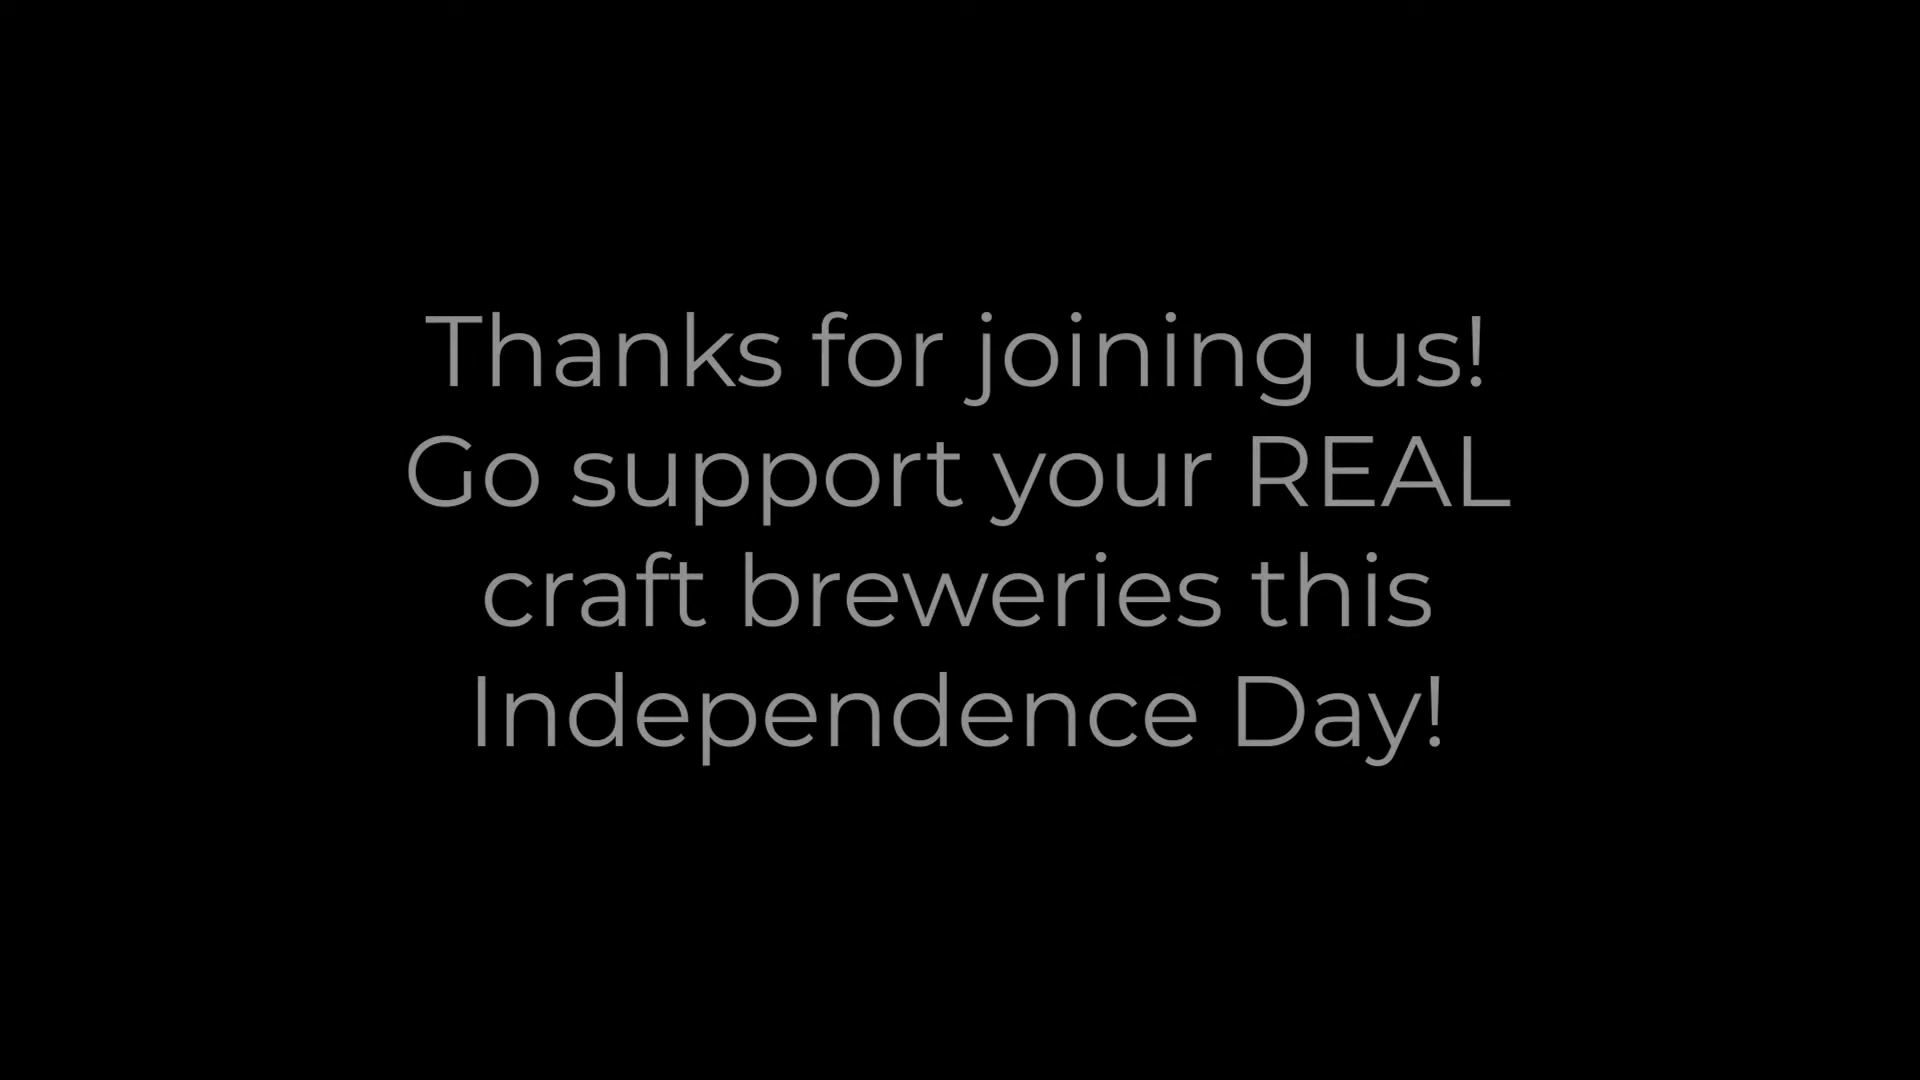 Thanks for joining us!
Go support your REAL
craft breweries this
Independence Day!